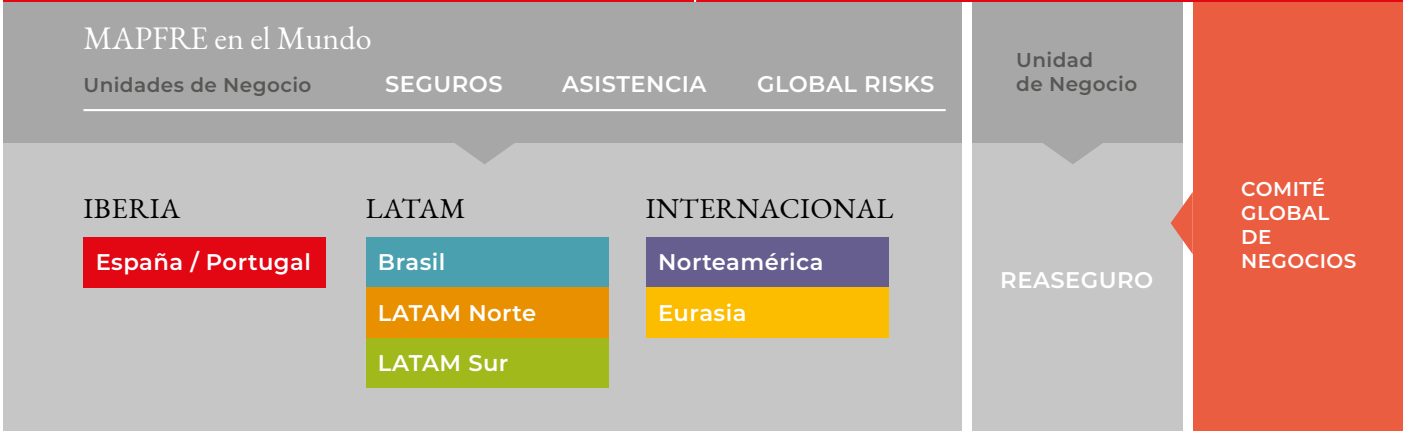 MAPFRE en el Mundo
Unidades de Negocio SEGUROS ASISTENCIA GLOBAL RISKS
IBERIA
España / Portugal
LATAM
Brasil
LATAM Norte
LATAM Sur
INTERNACIONAL
Norteamérica
Eurasia
Unidad
de Negocio
REASEGURO
COMITÉ
GLOBAL
DE
NEGOCIOS